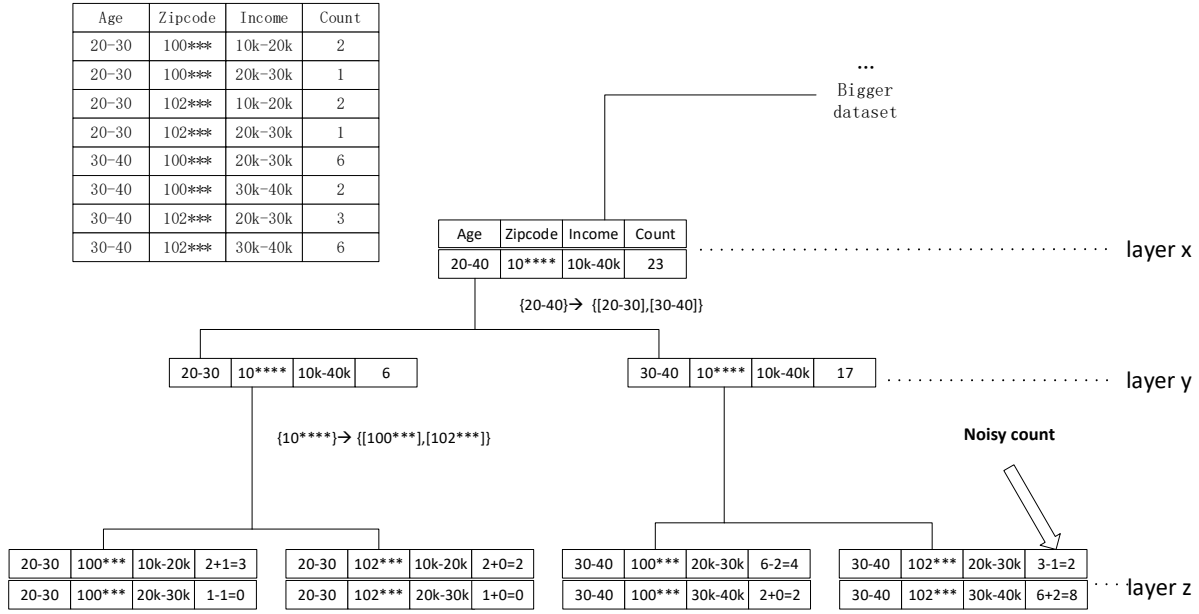 Age Zipcode Income Count
20-30 100*** 10k-20k 2
20-30 100*** 20k-30k 1
20-30 102*** 10k-20k 2
20-30 102*** 20k-30k 1
30-40 100*** 20k-30k 6
30-40 100*** 30k-40k 2
30-40 102*** 20k-30k 3
30-40 102*** 30k-40k 6
...
Bigger
dataset
Age Zipcode Income Count
20-40 10**** 10k-40k 23
layer x
{20-40}→ {[20-30],[30-40]}
20-30 10**** 10k-40k 6
30-40 10**** 10k-40k 17
layer y
{10****}→ {[100***],[102***]}
Noisy count
20-30 100*** 10k-20k 2+1=3
20-30 100*** 20k-30k 1-1=0
20-30 102*** 10k-20k 2+0=2
20-30 102*** 20k-30k 1+0=0
30-40 100*** 20k-30k 6-2=4
30-40 100*** 30k-40k 2+0=2
30-40 102*** 20k-30k 3-1=2
30-40 102*** 30k-40k 6+2=8
layer z